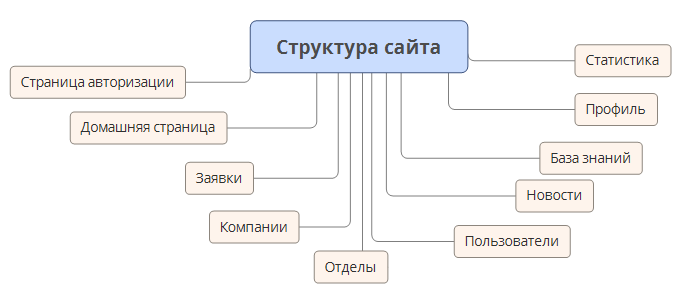 Структура сайта
Статистика
Страница авторизации
Профиль
Домашняя страница
База знаний
Заявки
Новости
Компании
Пользователи
Отделы